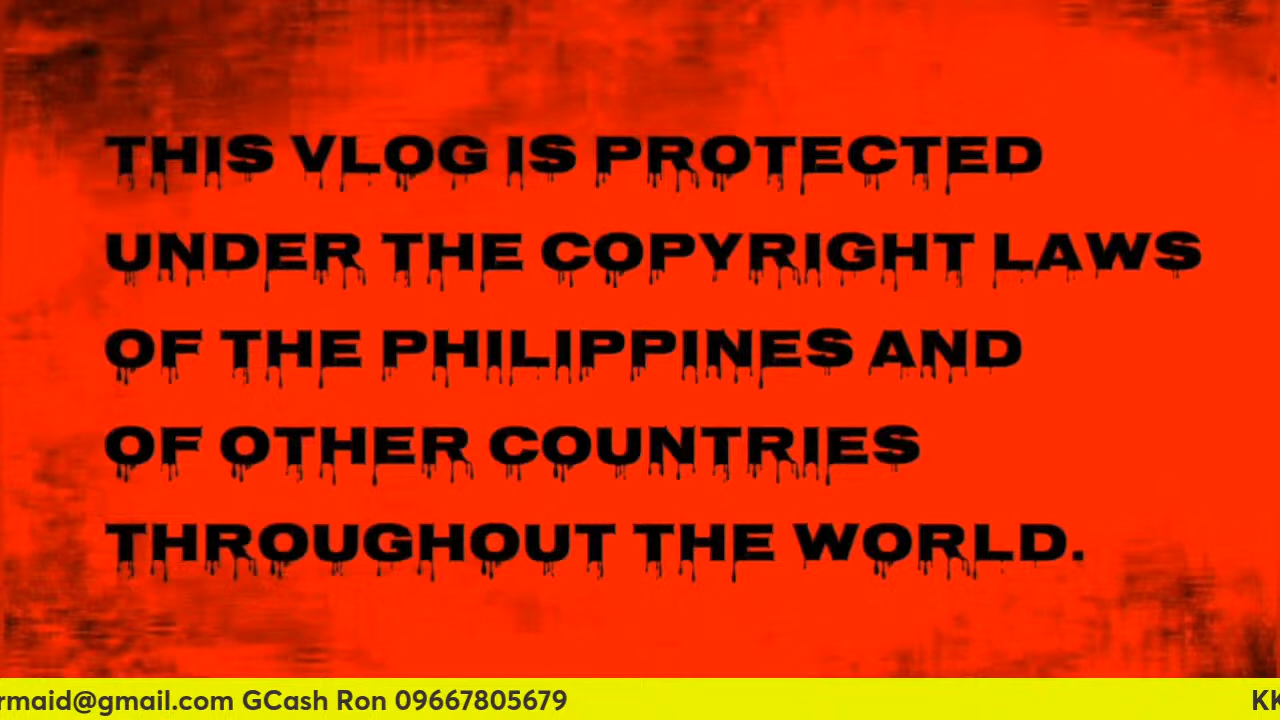 THIS VLOG IS PROTECTED
UNDER THE COPYRIGHT LAWS
OF THE PHILIPPINES AND
OF OTHER COUNTRIES
THROUGHOUT THE WORLD.
rmaid@gmail.com GCash Ron 09667805679 KK